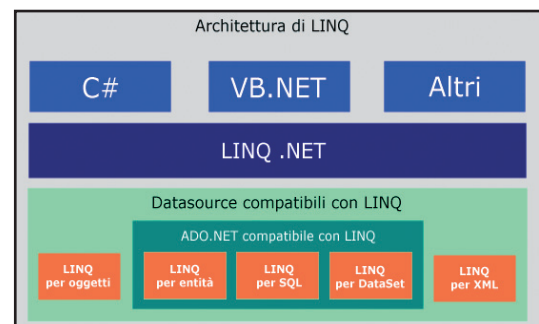 Architettura di LINQ
C# VB.NET Altri
LINQ .NET
Datasource compatibili con LINQ
ADO.NET compatibile con LINQ
LINQ
per oggetti
LINQ
per entità
LINQ
per SQL
LINQ
per DataSet
LINQ
per XML